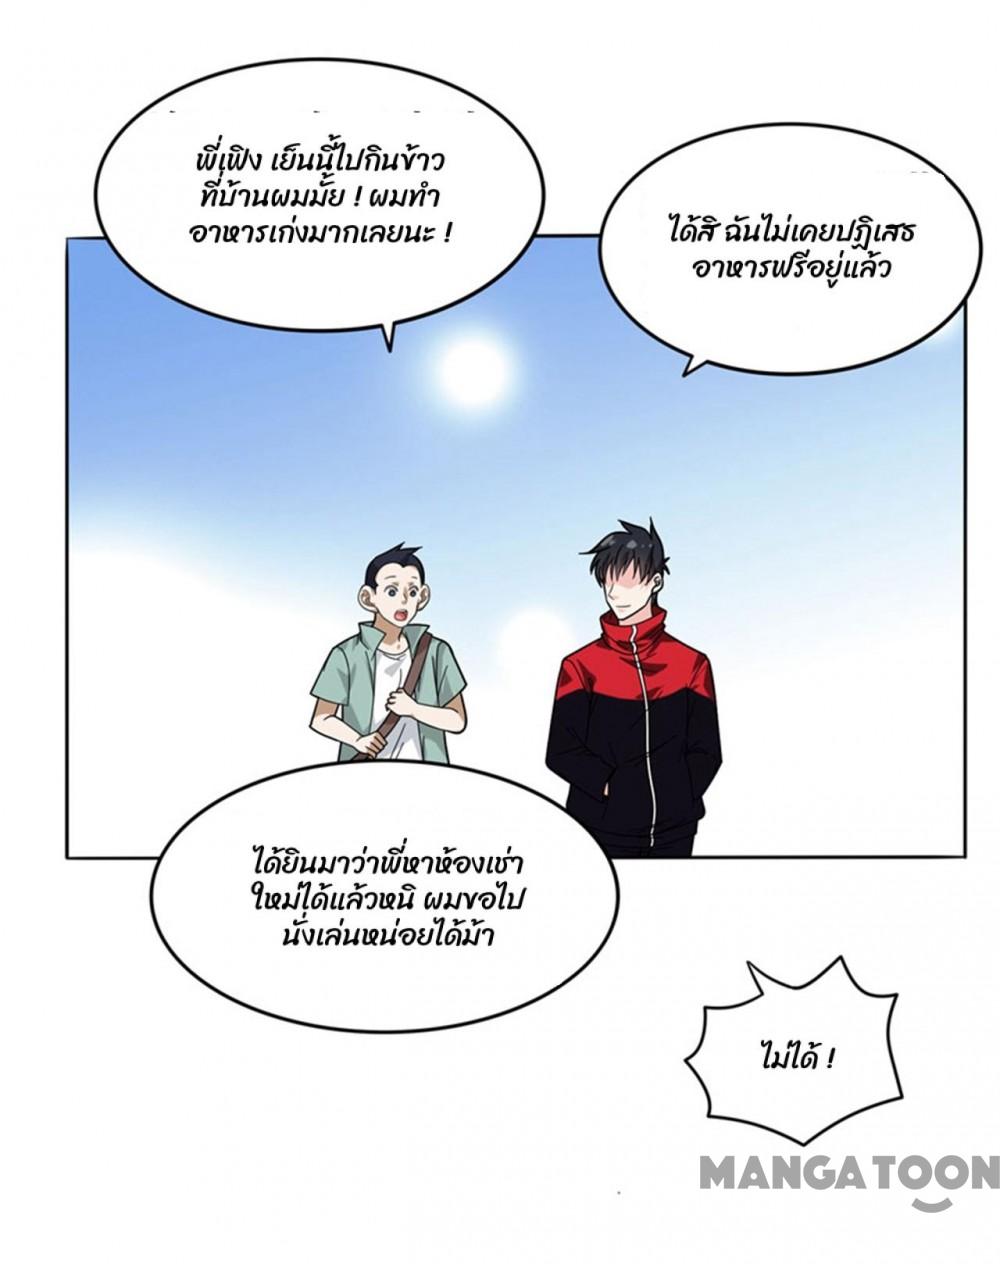 พี่เฟิง เย็นนี้ไปกินข้าว
ที่บ้านผมมั้ย ! ผมทำ
อาหารเก่งมากเลยนะ !
ได้สิ ฉันไม่เคยปฏิเสธ
อาหารฟรีอยู่แล้ว
ได้ยินมาว่าพี่หาห้องเช่า
ใหม่ได้แล้วหนิ ผมขอไป
นั่งเล่นหน่อยได้ม้า
ไม่ได้ !
MANGATOON